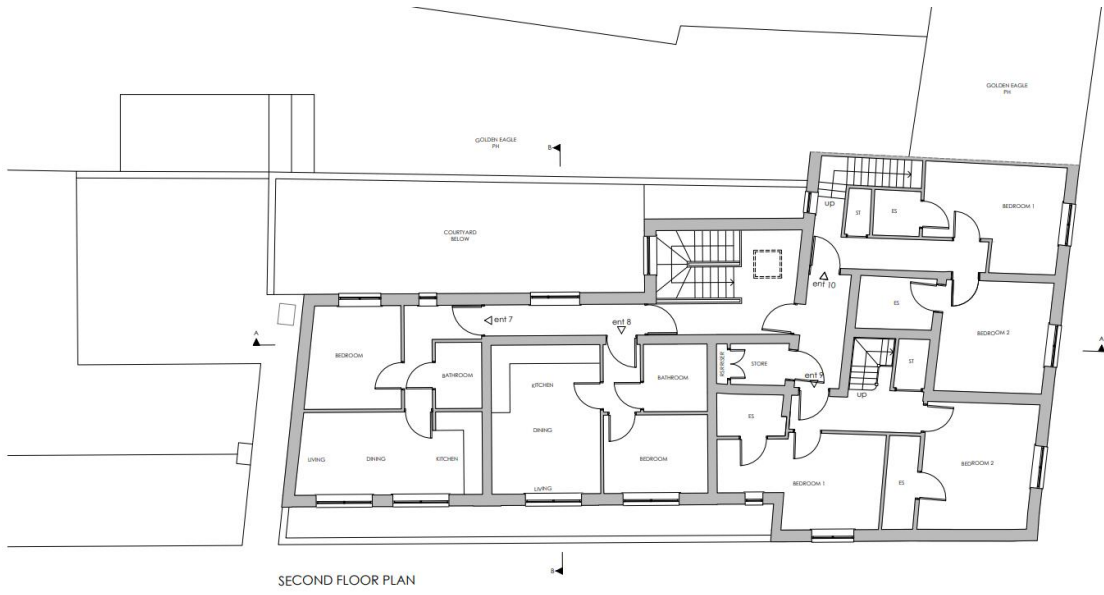 GOLDEN EAGLE
PH
GOLDEN EAGLE
PH
B
up
ST
ES
BEDROOM 1
COURTYARD
BELOW
ent 10
ES
ent 7
ent 8
BEDROOM 2
A
A
BEDROOM
BATHROOM
KITCHEN
BATHROOM
STORE
ST
ent 9
up
ES
DINING
LIVING
DINING
KITCHEN
BEDROOM
BEDROOM 2
BEDROOM 1
ES
LIVING
B
SECOND FLOOR PLAN